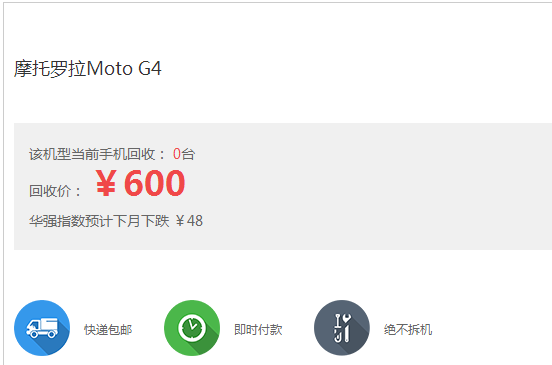 摩托罗拉Moto G4
该机型当前手机回收： 0台
回收价： ￥600
华强指数预计下月下跌 ￥48
快递包邮 即时付款 绝不拆机